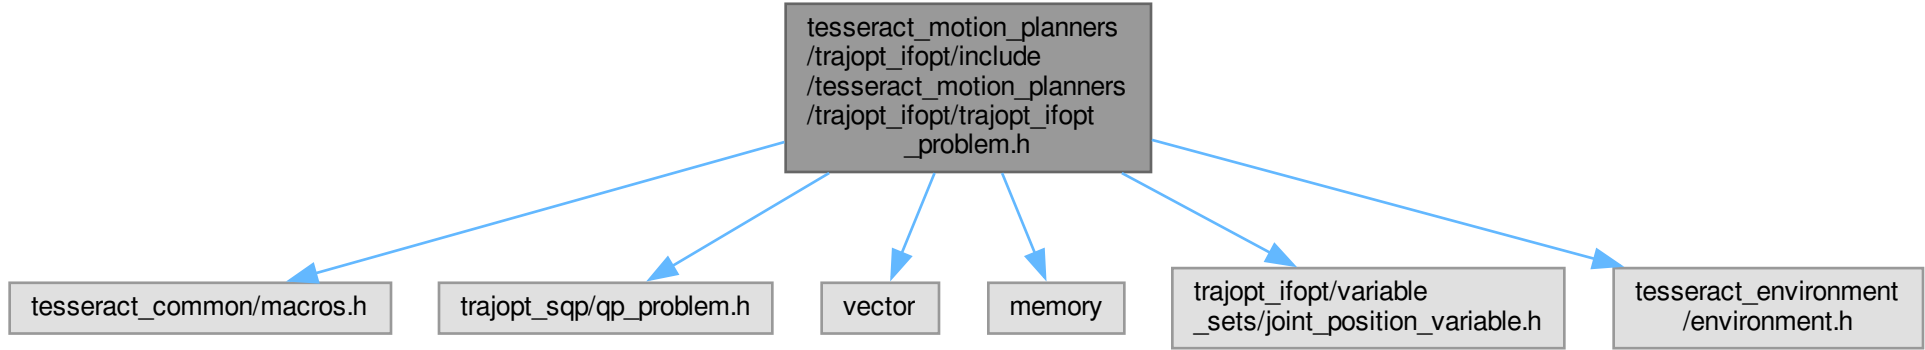 tesseract_motion_planners
/trajopt_ifopt/include
/tesseract_motion_planners
/trajopt_ifopt/trajopt_ifopt
_problem.h
tesseract_common/macros.h
trajopt_sqp/qp_problem.h
vector
memory
trajopt_ifopt/variable
_sets/joint_position_variable.h
tesseract_environment
/environment.h